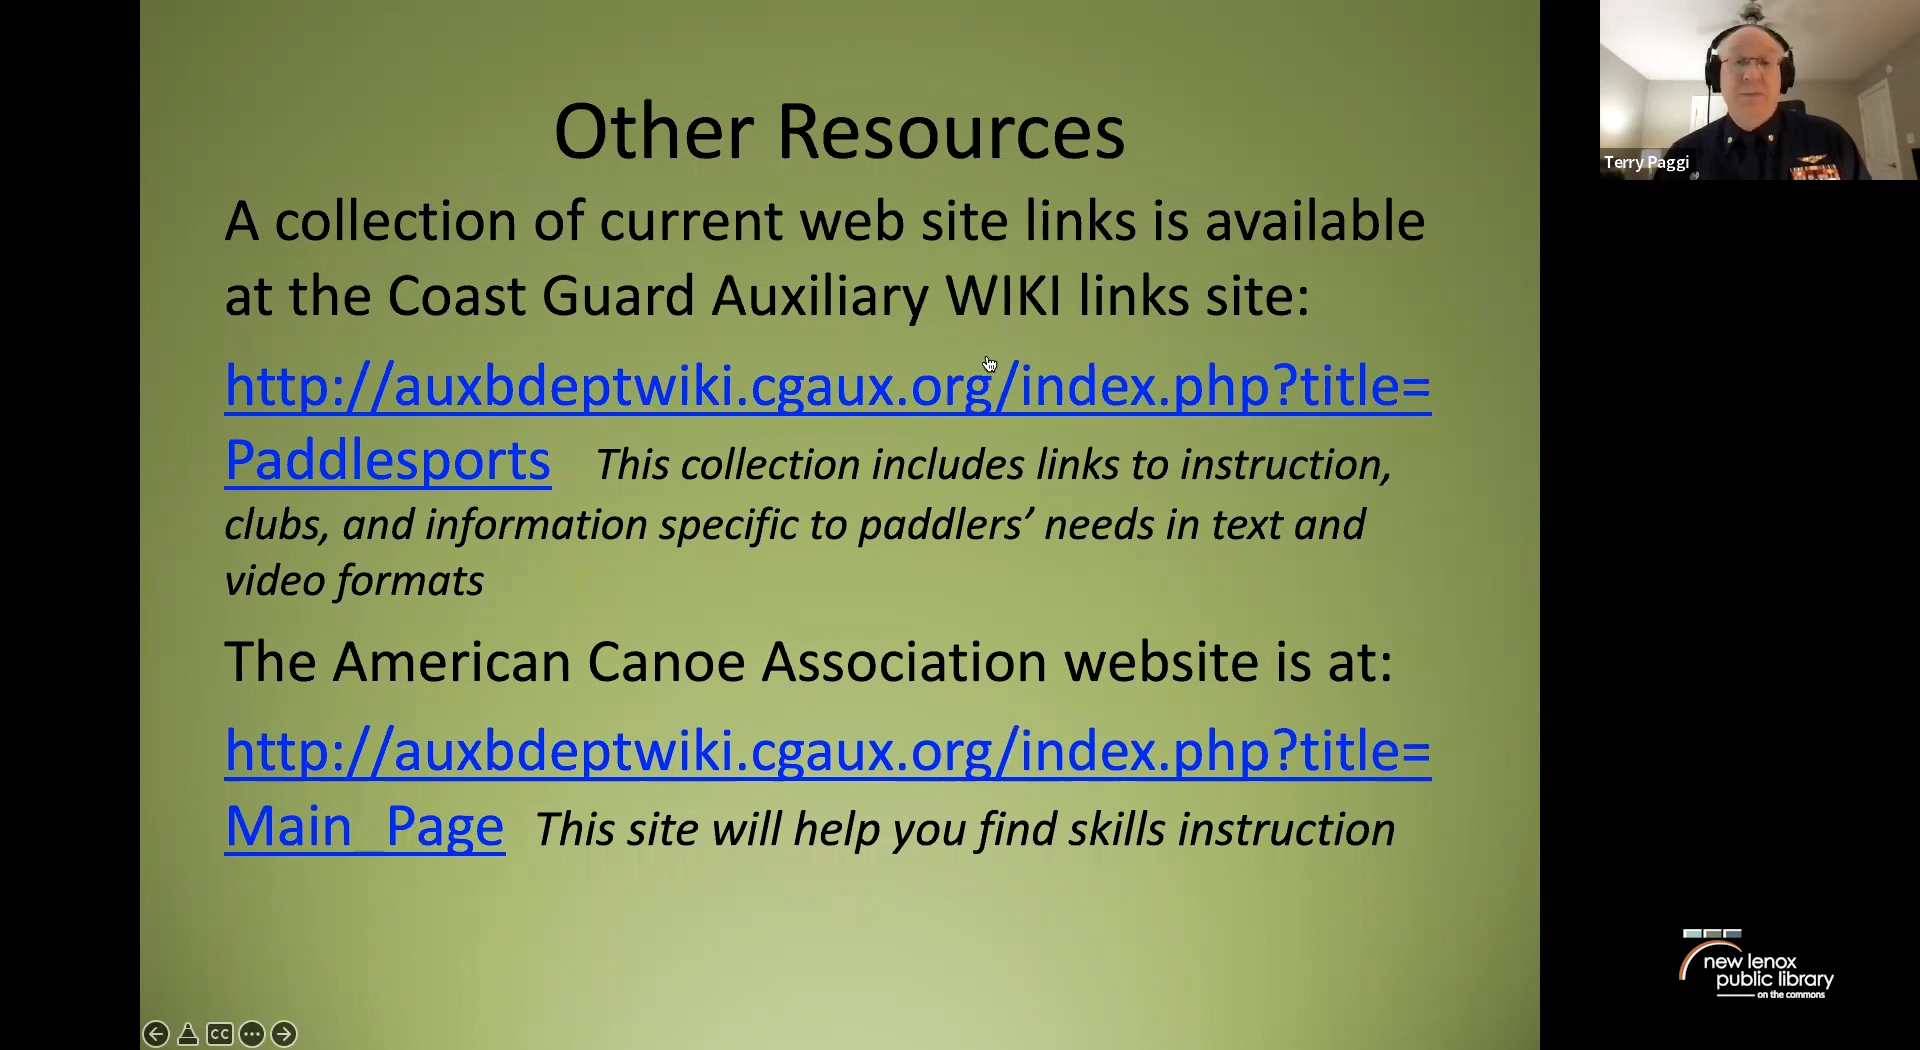 Other Resources
A collection of current web site links is available
at the Coast Guard Auxiliary WIKI links site:
http://auxbdeptwiki.cgaux.org/index.php?title=
Paddlesports This collection includes links to instruction,
clubs, and information specific to paddlers’ needs in text and
video formats
The American Canoe Association website is at:
http://auxbdeptwiki.cgaux.org/index.php?title=
Main_Page This site will help you find skills instruction
Terry Paggi
new lenox
public library
on the commons
CC